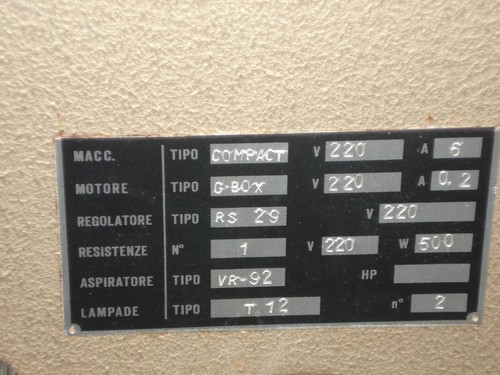 MACC. TIPO COMPACT V 220 A 6
MOTORE TIPO G-BOX V 220 A 0.2
REGOLATORE TIPO RS 29 V 220
RESISTENZE N° 1 V 220 W 500
ASPIRATORE TIPO VR-92 HP
LAMPADE TIPO T 12 n° 2